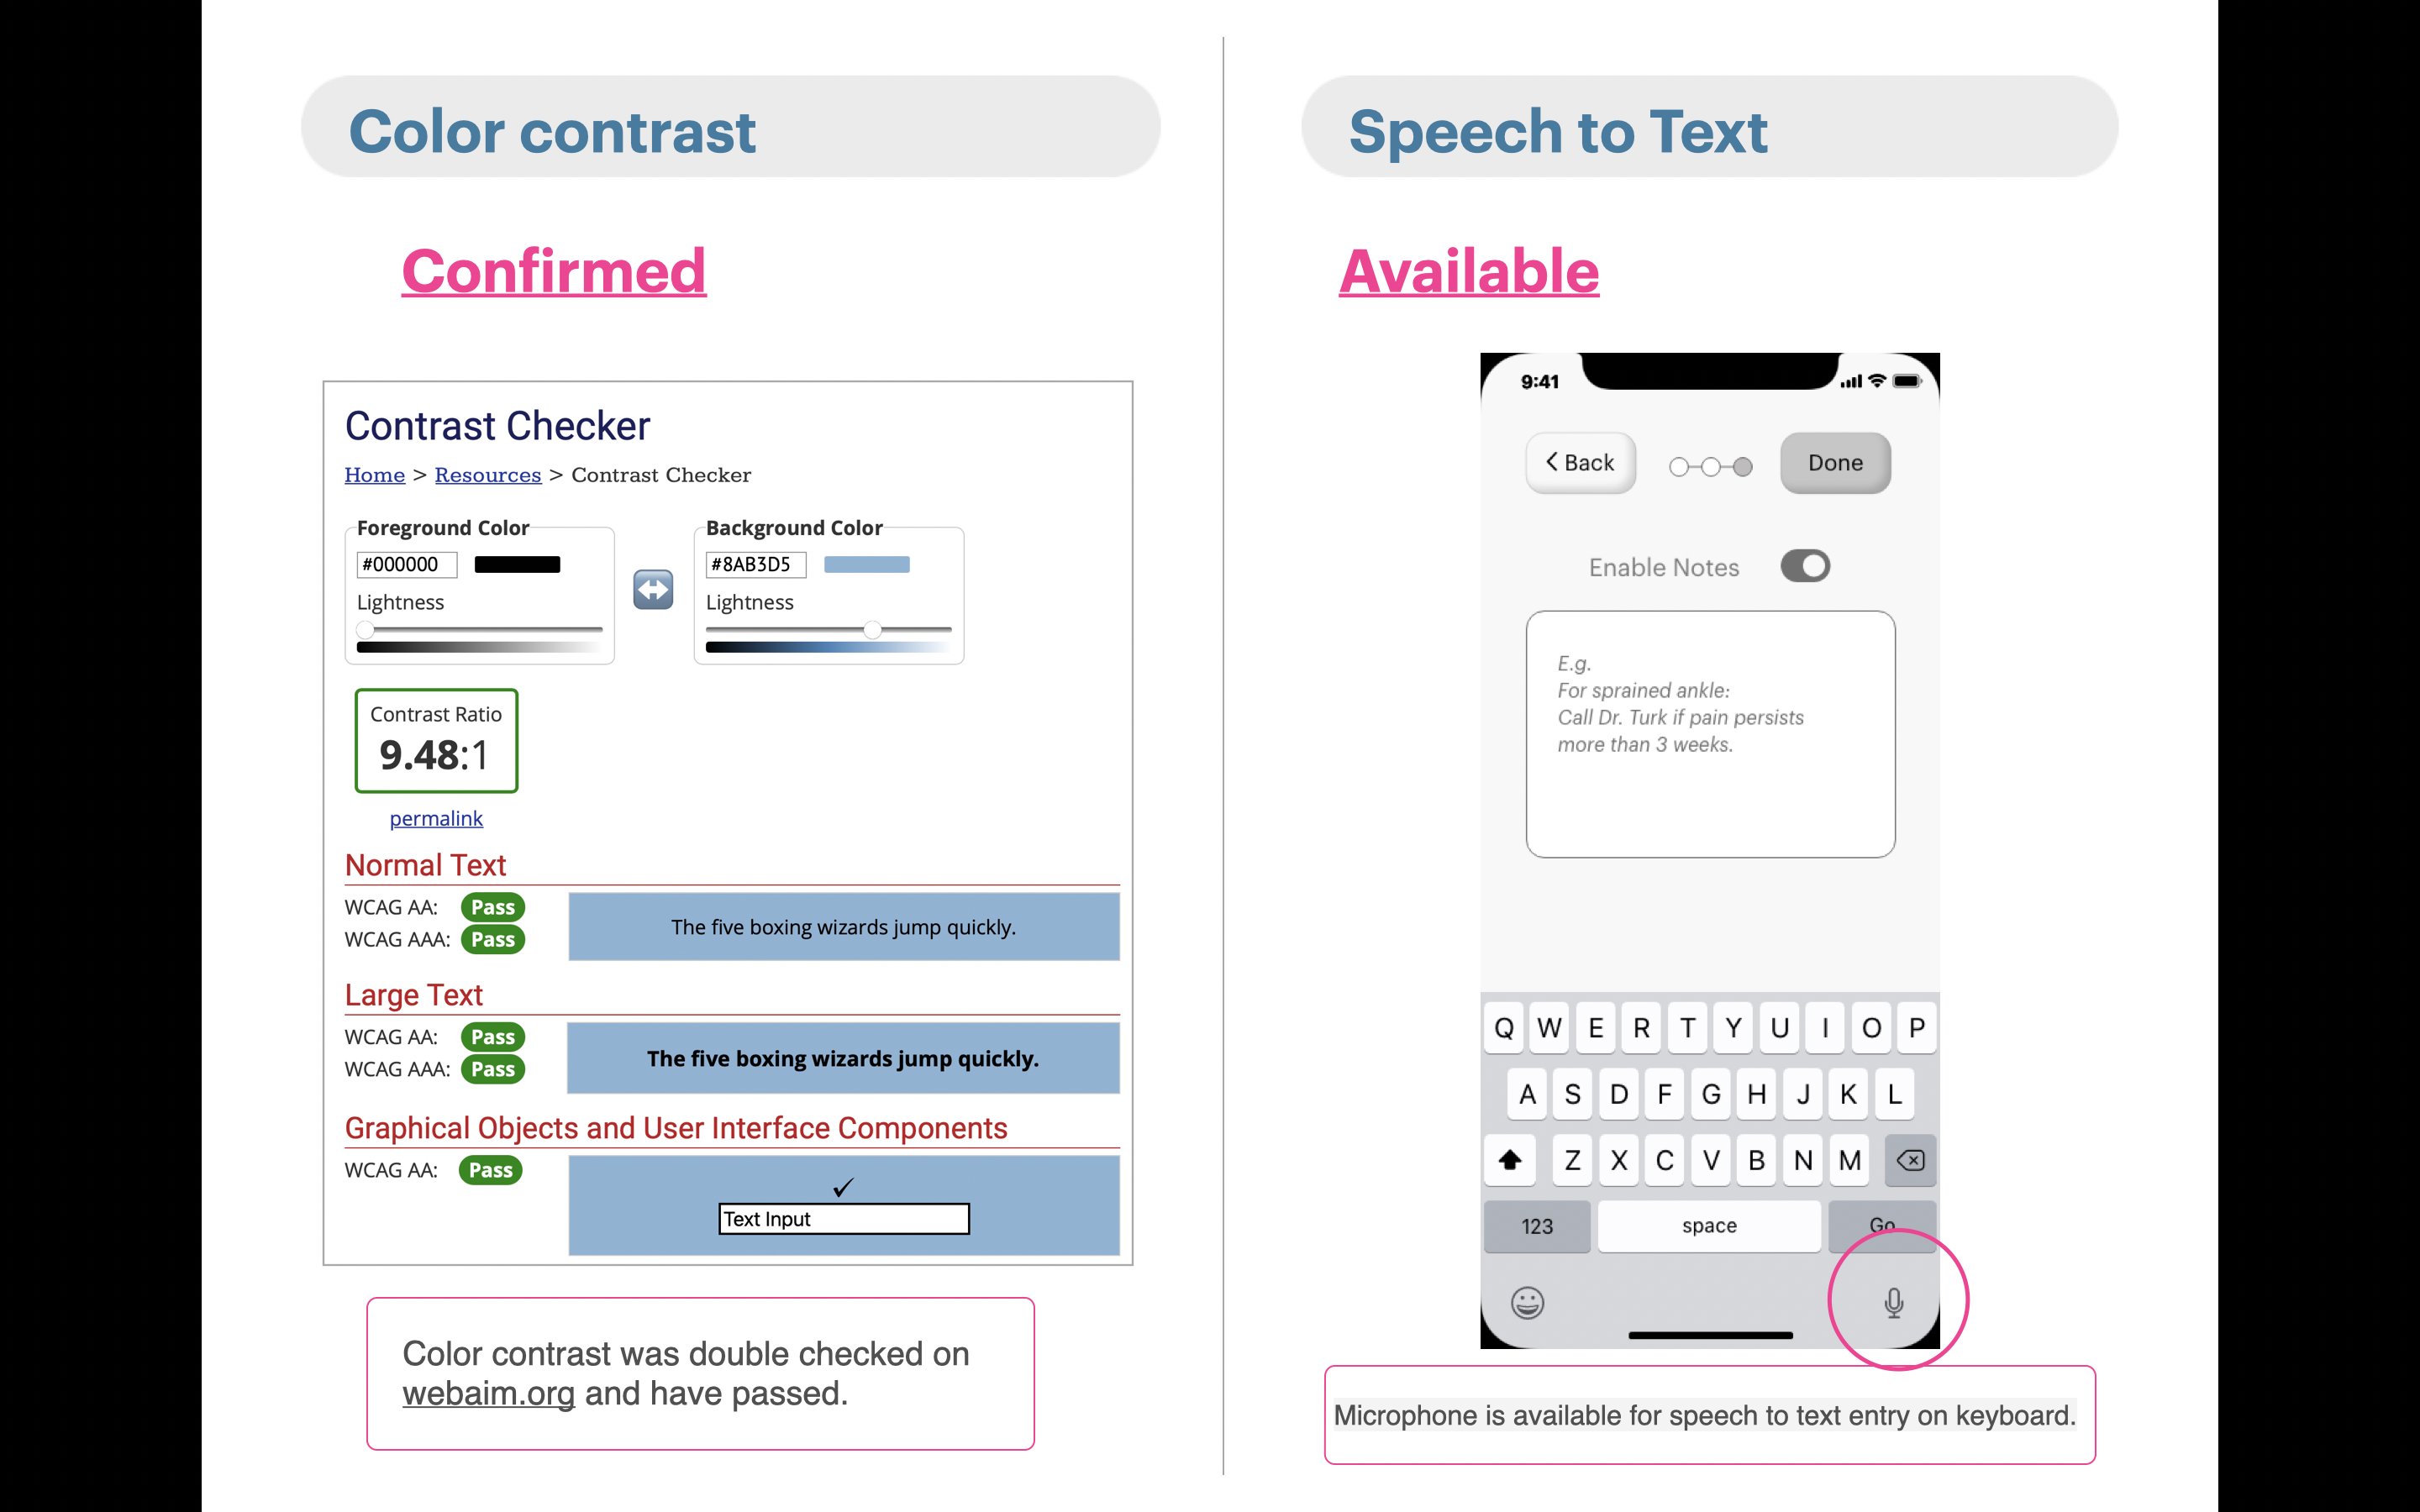 Color contrast
Confirmed
Contrast Checker
Home > Resources > Contrast Checker
Foreground Color
#000000
Lightness
Background Color
#8AB3D5
Lightness
Contrast Ratio
9.48:1
permalink
Normal Text
WCAG AA: Pass
WCAG AAA: Pass
The five boxing wizards jump quickly.
Large Text
WCAG AA: Pass
WCAG AAA: Pass
The five boxing wizards jump quickly.
Graphical Objects and User Interface Components
WCAG AA: Pass
✓
Text Input
Color contrast was double checked on
webaim.org and have passed.
Speech to Text
Available
9:41
Back
Done
Enable Notes
E.g.
For sprained ankle:
Call Dr. Turk if pain persists
more than 3 weeks.
Q W E R T Y U I O P
A S D F G H J K L
Z X C V B N M
123 space Go
Microphone is available for speech to text entry on keyboard.